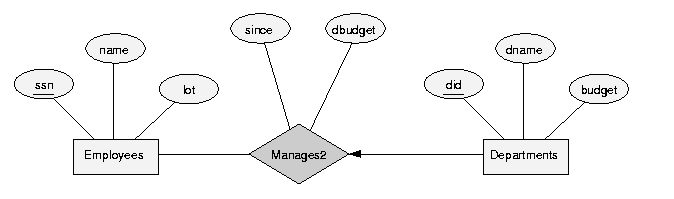 since
dbudget
name
dname
ssn
lot
did
budget
Employees
Manages2
Departments